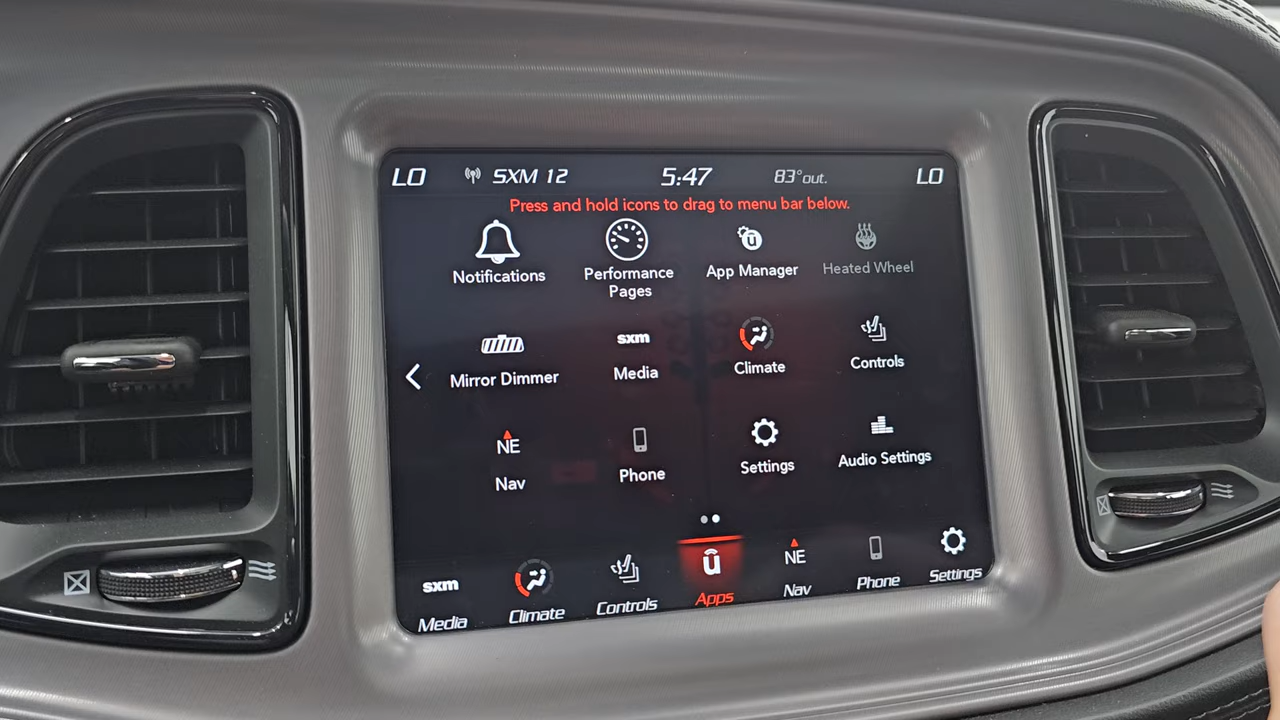 LO SXM 12 5:47 83°out. LO
Press and hold icons to drag to menu bar below.
Notifications
Performance
Pages
App Manager
Heated Wheel
Mirror Dimmer
sxm
Media
Climate
Controls
NE
Nav
Phone
Settings
Audio Settings
sxm
Media
Climate
Controls
û
Apps
NE
Nav
Phone
Settings